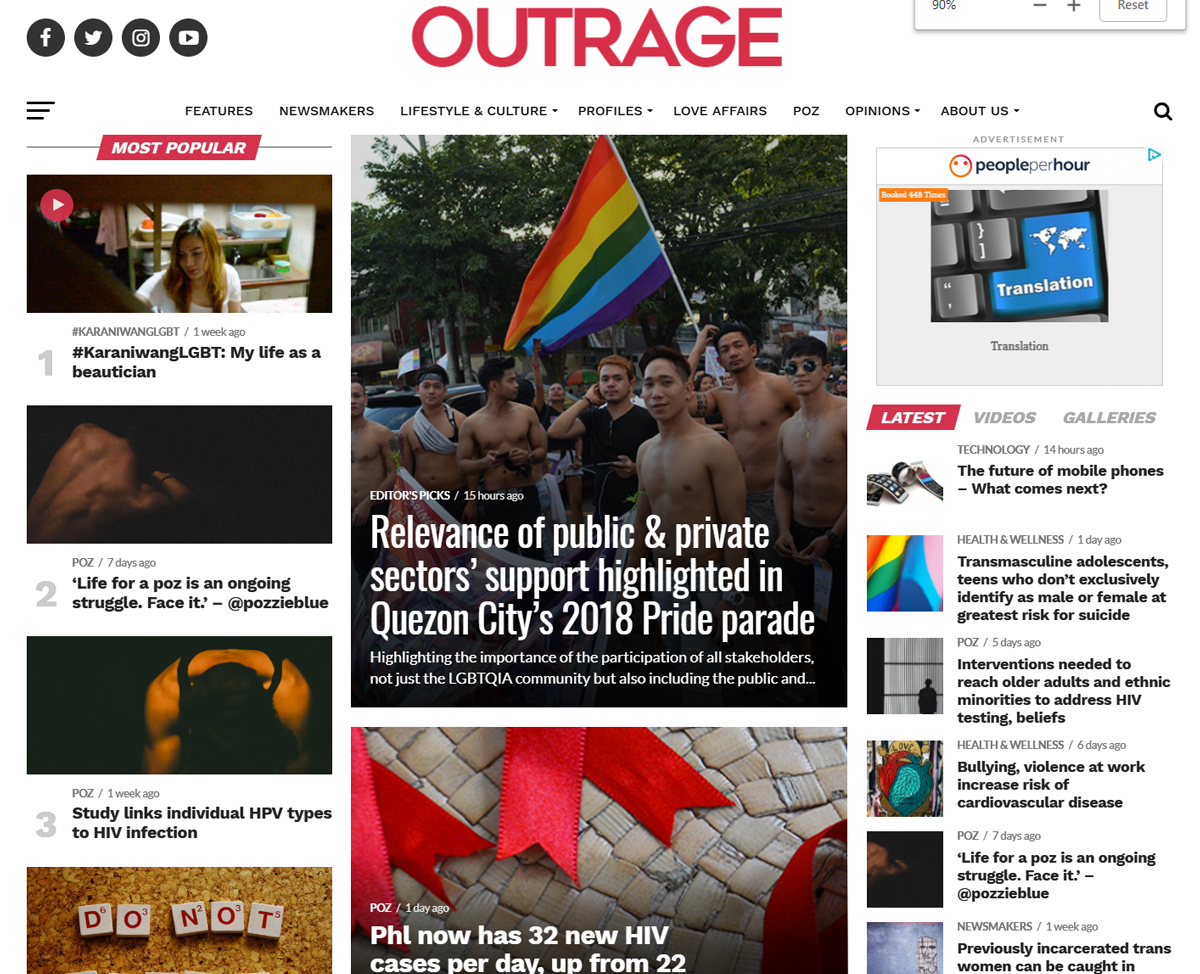 90%
Reset
OUTRAGE
FEATURES
NEWSMAKERS
LIFESTYLE & CULTURE
PROFILES
LOVE AFFAIRS
POZ
OPINIONS
ABOUT US
MOST POPULAR
#KARANIWANGLGBT / 1 week ago
1
#KaraniwangLGBT: My life as a
beautician
POZ / 7 days ago
2
‘Life for a poz is an ongoing
struggle. Face it.’ – @pozzieblue
POZ / 1 week ago
3
Study links individual HPV types
to HIV infection
D6 O3 N2 O3 T5
EDITOR'S PICKS / 15 hours ago
Relevance of public & private
sectors’ support highlighted in
Quezon City’s 2018 Pride parade
Highlighting the importance of the participation of all stakeholders,
not just the LGBTQIA community but also including the public and...
POZ / 1 day ago
Phl now has 32 new HIV
cases per day, up from 22
ADVERTISEMENT
peopleperhour
Booked 448 Times
}
]
“
‘
Translation
Translation
LATEST
VIDEOS
GALLERIES
TECHNOLOGY / 14 hours ago
The future of mobile phones
– What comes next?
HEALTH & WELLNESS / 1 day ago
Transmasculine adolescents,
teens who don’t exclusively
identify as male or female at
greatest risk for suicide
POZ / 5 days ago
Interventions needed to
reach older adults and ethnic
minorities to address HIV
testing, beliefs
HEALTH & WELLNESS / 6 days ago
LOVE
Bullying, violence at work
increase risk of
cardiovascular disease
POZ / 7 days ago
‘Life for a poz is an ongoing
struggle. Face it.’ –
@pozzieblue
NEWSMAKERS / 1 week ago
Previously incarcerated trans
women can be caught in